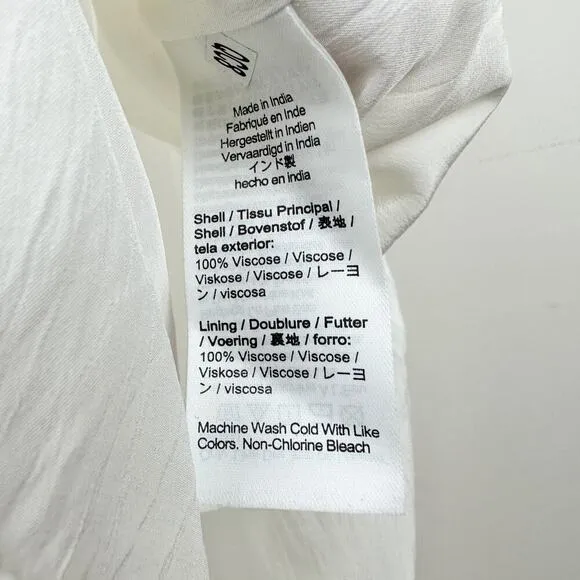 Made in India
Fabriqué en Inde
Hergestellt in Indien
Vervaardigd in India
インド製
hecho en india
Shell / Tissu Principal /
Shell / Bovenstof / 表地 /
tela exterior:
100% Viscose / Viscose /
Viskose / Viscose / レーヨ
ン / viscosa
Lining / Doublure / Futter
/ Voering / 裏地 / forro:
100% Viscose / Viscose /
Viskose / Viscose / レーヨ
ン / viscosa
Machine Wash Cold With Like
Colors. Non-Chlorine Bleach